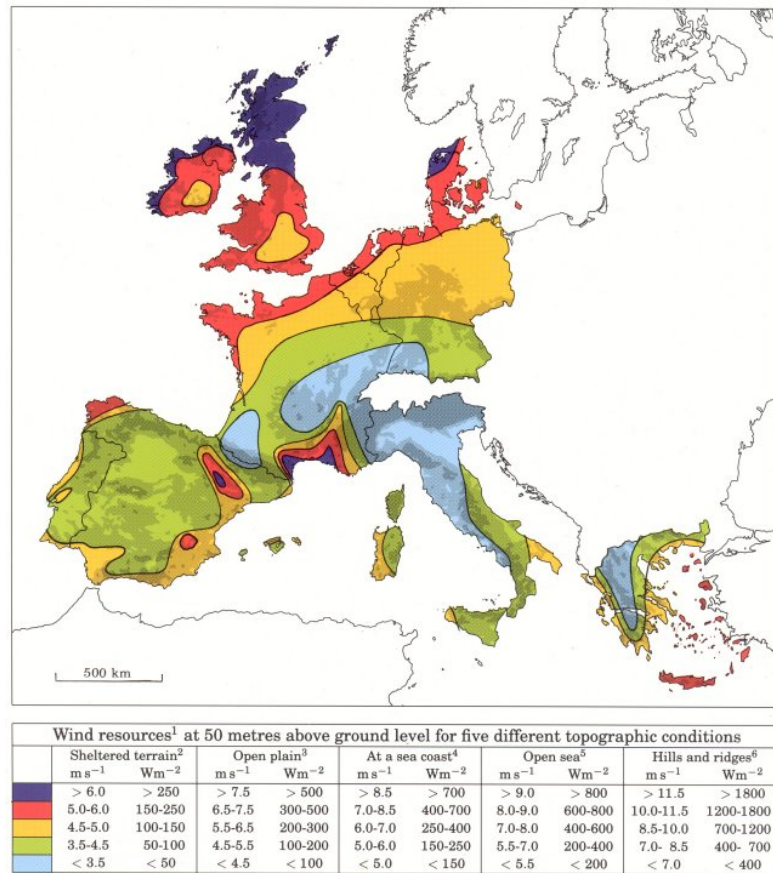 500 km
Wind resources¹ at 50 metres above ground level for five different topographic conditions
Sheltered terrain² Open plain³ At a sea coast⁴ Open sea⁵ Hills and ridges⁶
m s⁻¹ Wm⁻² m s⁻¹ Wm⁻² m s⁻¹ Wm⁻² m s⁻¹ Wm⁻² m s⁻¹ Wm⁻²
> 6.0 > 250 > 7.5 > 500 > 8.5 > 700 > 9.0 > 800 > 11.5 > 1800
5.0-6.0 150-250 6.5-7.5 300-500 7.0-8.5 400-700 8.0-9.0 600-800 10.0-11.5 1200-1800
4.5-5.0 100-150 5.5-6.5 200-300 6.0-7.0 250-400 7.0-8.0 400-600 8.5-10.0 700-1200
3.5-4.5 50-100 4.5-5.5 100-200 5.0-6.0 150-250 5.5-7.0 200-400 7.0- 8.5 400- 700
< 3.5 < 50 < 4.5 < 100 < 5.0 < 150 < 5.5 < 200 < 7.0 < 400